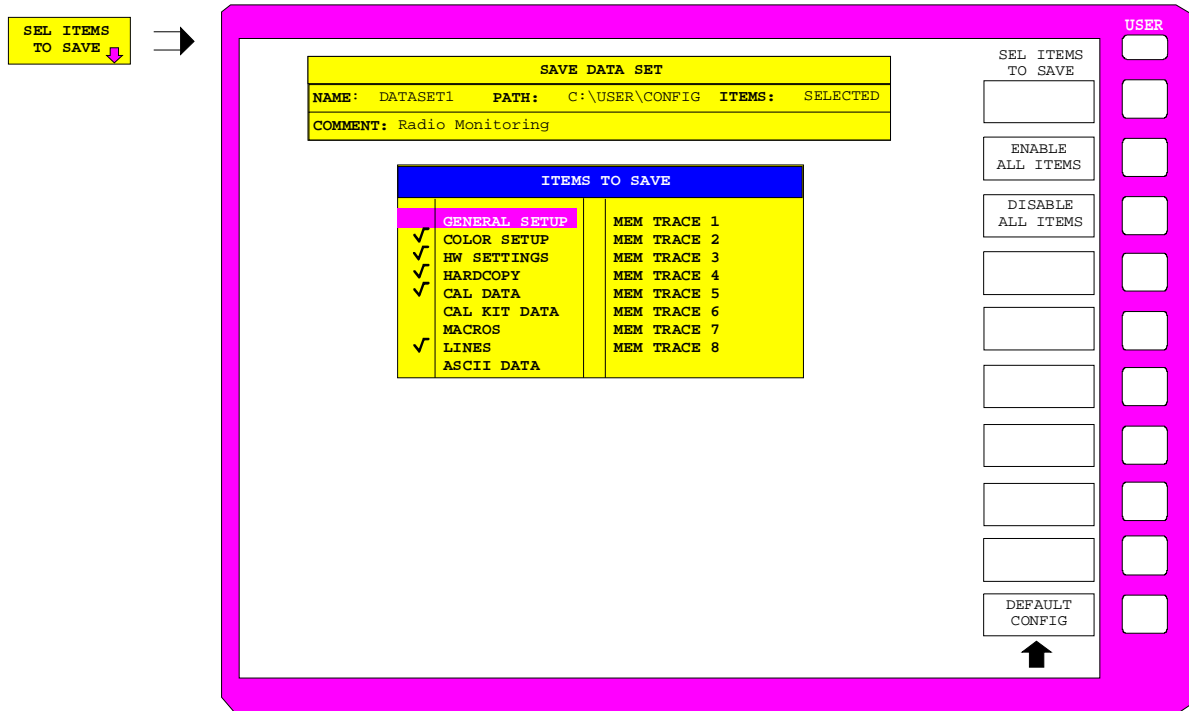 SEL ITEMS
TO SAVE
USER
SEL ITEMS
TO SAVE
SAVE DATA SET
NAME: DATASET1 PATH: C:\USER\CONFIG ITEMS: SELECTED
COMMENT: Radio Monitoring
ENABLE
ALL ITEMS
DISABLE
ALL ITEMS
ITEMS TO SAVE
GENERAL SETUP MEM TRACE 1
√ COLOR SETUP MEM TRACE 2
√ HW SETTINGS MEM TRACE 3
√ HARDCOPY MEM TRACE 4
√ CAL DATA MEM TRACE 5
CAL KIT DATA MEM TRACE 6
MACROS MEM TRACE 7
√ LINES MEM TRACE 8
ASCII DATA
DEFAULT
CONFIG